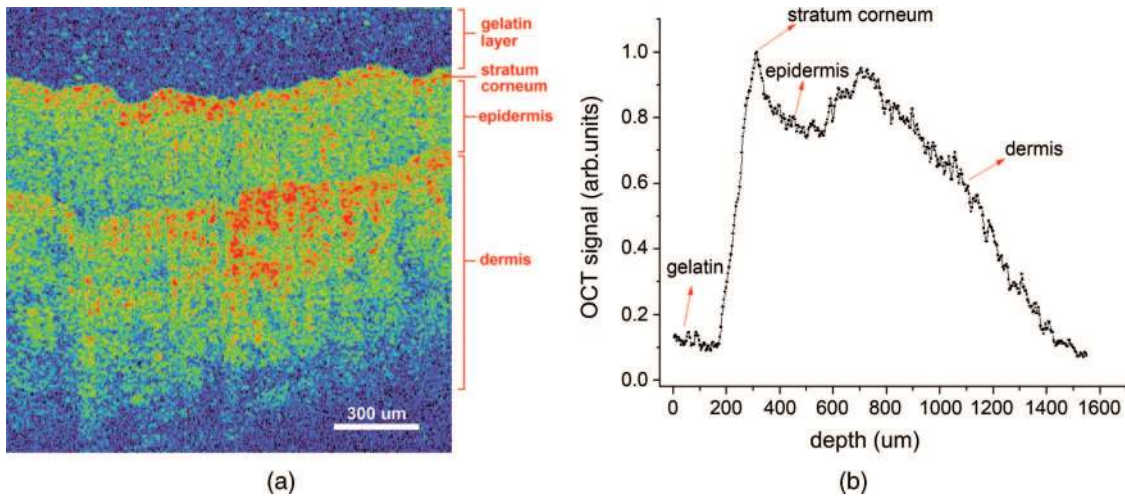 gelatin
layer
stratum
corneum
epidermis
dermis
300 um
(a)
stratum corneum
epidermis
dermis
gelatin
OCT signal (arb.units)
1.0
0.8
0.6
0.4
0.2
0.0
0 200 400 600 800 1000 1200 1400 1600
depth (um)
(b)